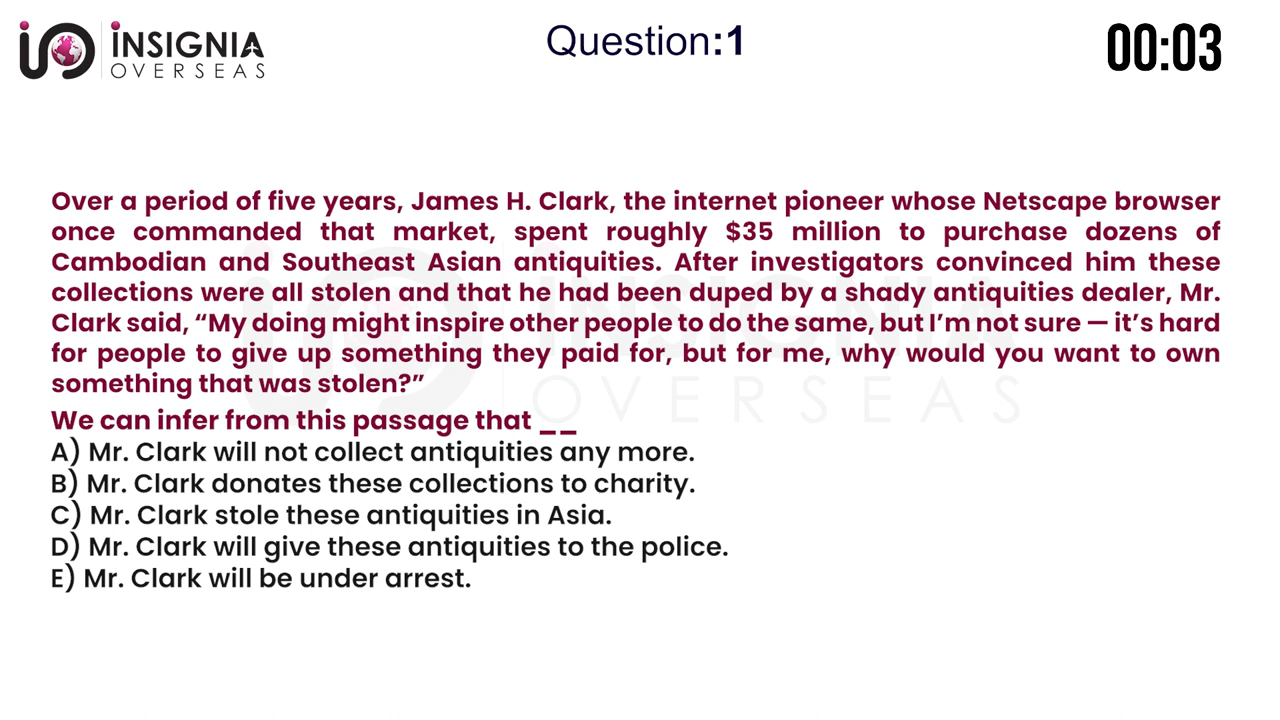 iNSIGNIA
OVERSEAS
Question:1
00:03
Over a period of five years, James H. Clark, the internet pioneer whose Netscape browser
once commanded that market, spent roughly $35 million to purchase dozens of
Cambodian and Southeast Asian antiquities. After investigators convinced him these
collections were all stolen and that he had been duped by a shady antiquities dealer, Mr.
Clark said, “My doing might inspire other people to do the same, but I’m not sure — it’s hard
for people to give up something they paid for, but for me, why would you want to own
something that was stolen?”
We can infer from this passage that _ _
A) Mr. Clark will not collect antiquities any more.
B) Mr. Clark donates these collections to charity.
C) Mr. Clark stole these antiquities in Asia.
D) Mr. Clark will give these antiquities to the police.
E) Mr. Clark will be under arrest.
iNSIGNIA
OVERSEAS